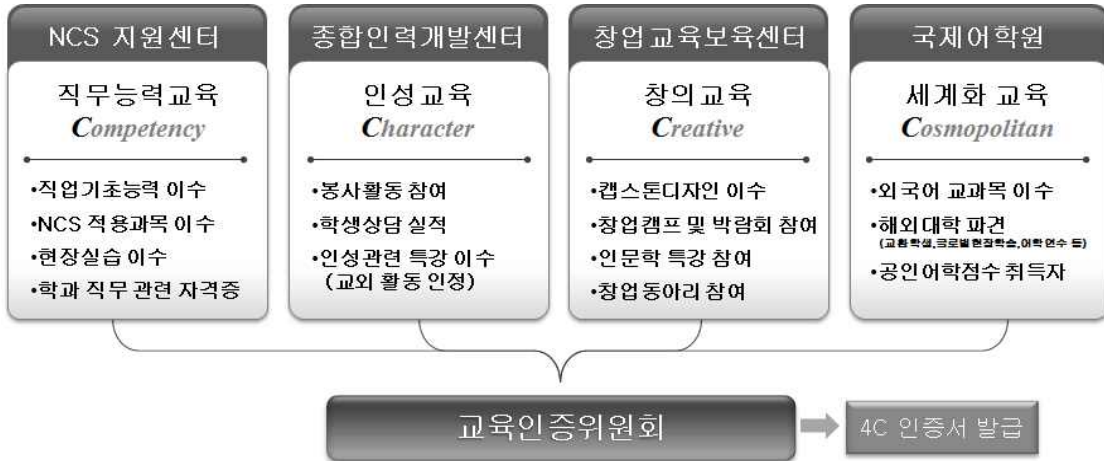 NCS 지원센터
직무능력교육
Competency
•직업기초능력 이수
•NCS 적용과목 이수
•현장실습 이수
•학과 직무 관련 자격증
종합인력개발센터
인성교육
Character
•봉사활동 참여
•학생상담 실적
•인성관련 특강 이수
(교외 활동 인정)
창업교육보육센터
창의교육
Creative
•캡스톤디자인 이수
•창업캠프 및 박람회 참여
•인문학 특강 참여
•창업동아리 참여
국제어학원
세계화 교육
Cosmopolitan
•외국어 교과목 이수
•해외대학 파견
(교환학생,글로벌현장학습,어학연수 등)
•공인어학점수 취득자
교육인증위원회
4C 인증서 발급